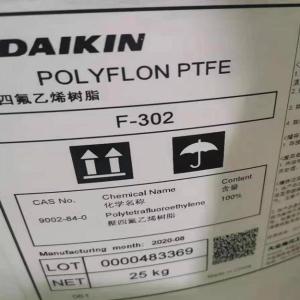 DAIKIN
POLYFLON PTFE
四氟乙烯树脂
F-302
CAS No. Chemical Name Content
化学名称 含量
9002-84-0 Polytetrafluoroethylene 100%
聚四氟乙烯树脂
Manufacturing month: 2020-08
LOT 0000483369
NET 25 kg